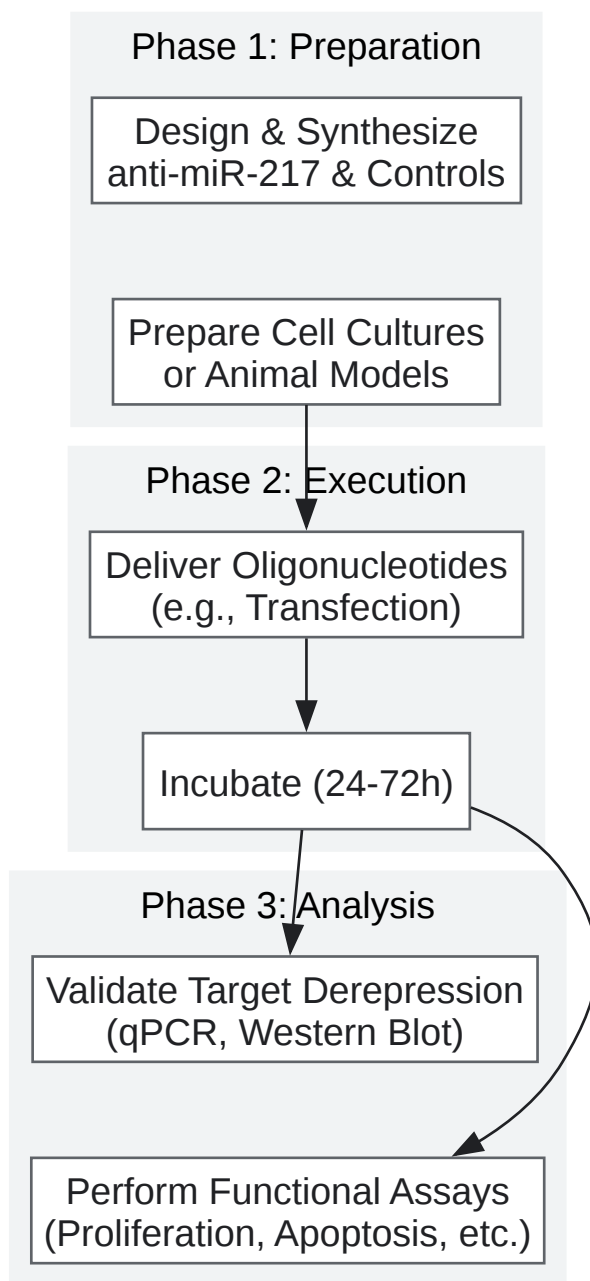 Phase 1: Preparation
Design & Synthesize
anti-miR-217 & Controls
Prepare Cell Cultures
or Animal Models
Phase 2: Execution
Deliver Oligonucleotides
(e.g., Transfection)
Incubate (24-72h)
Phase 3: Analysis
Validate Target Derepression
(qPCR, Western Blot)
Perform Functional Assays
(Proliferation, Apoptosis, etc.)